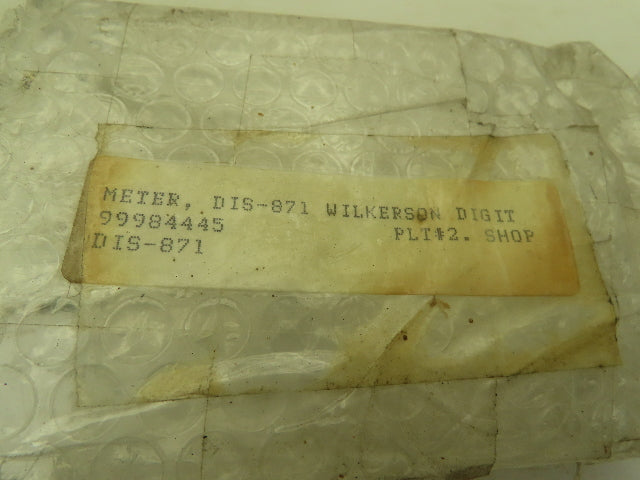 METER, DIS-871 WILKERSON DIGIT
99984445 PLT#2. SHOP
DIS-871